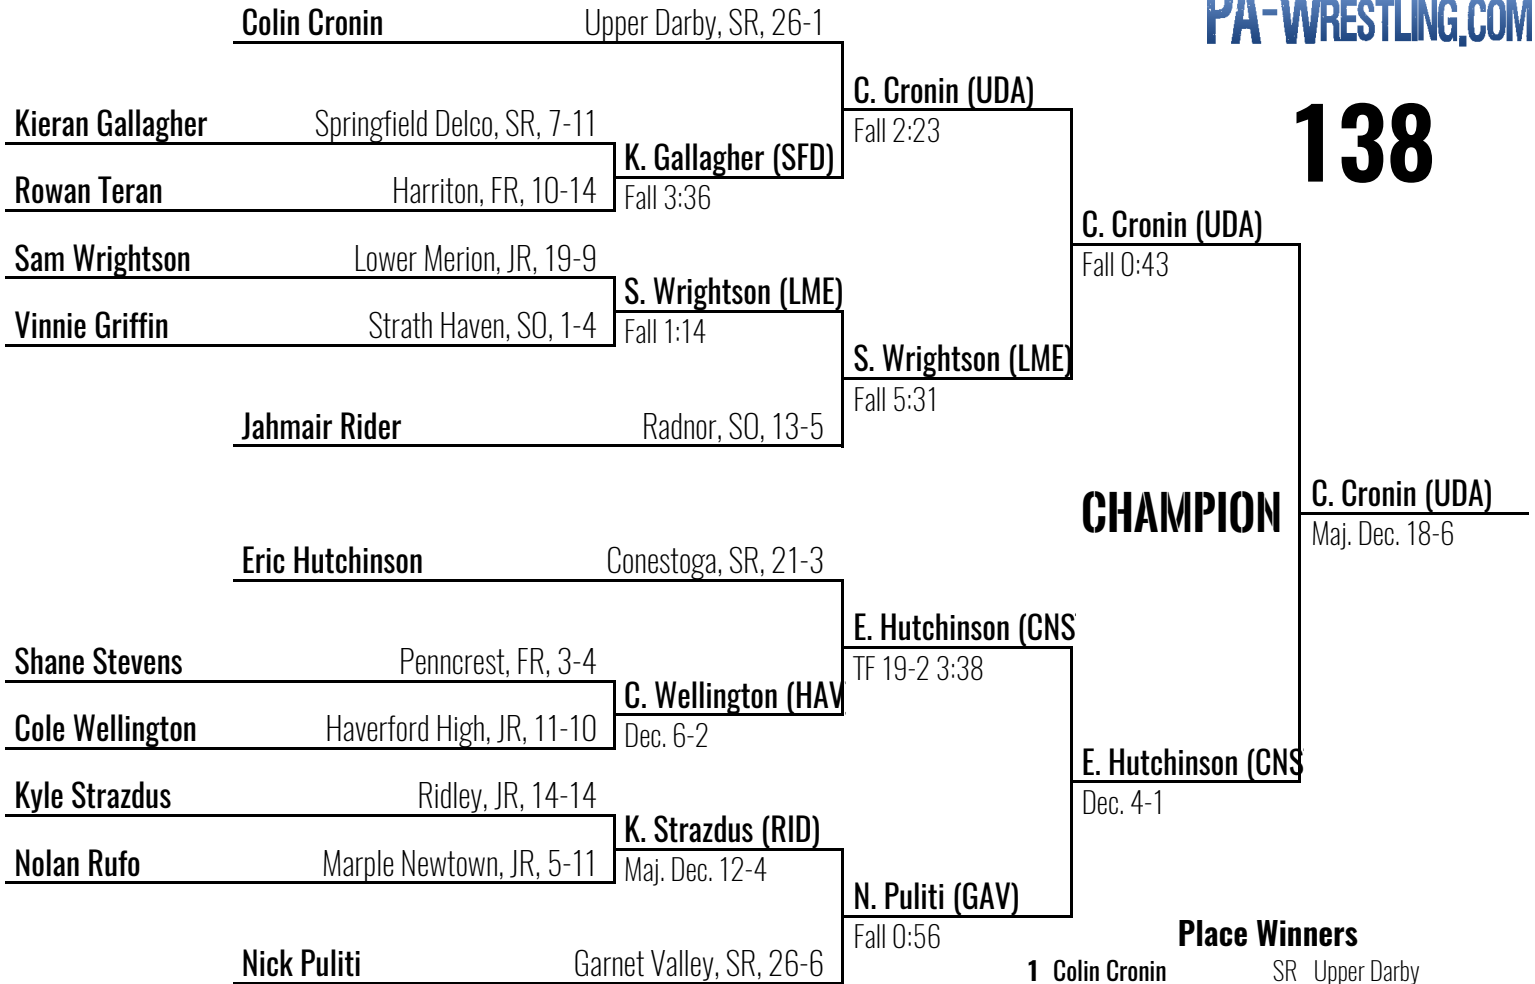 PA-WRESTLING.COM
138
Colin Cronin Upper Darby, SR, 26-1
C. Cronin (UDA)
Fall 2:23
Kieran Gallagher Springfield Delco, SR, 7-11
K. Gallagher (SFD)
Fall 3:36
Rowan Teran Harriton, FR, 10-14
C. Cronin (UDA)
Fall 0:43
Sam Wrightson Lower Merion, JR, 19-9
S. Wrightson (LME)
Fall 1:14
Vinnie Griffin Strath Haven, SO, 1-4
S. Wrightson (LME)
Fall 5:31
Jahmair Rider Radnor, SO, 13-5
CHAMPION
C. Cronin (UDA)
Maj. Dec. 18-6
Eric Hutchinson Conestoga, SR, 21-3
E. Hutchinson (CNS
TF 19-2 3:38
Shane Stevens Penncrest, FR, 3-4
C. Wellington (HAV
Dec. 6-2
Cole Wellington Haverford High, JR, 11-10
E. Hutchinson (CNS
Dec. 4-1
Kyle Strazdus Ridley, JR, 14-14
K. Strazdus (RID)
Maj. Dec. 12-4
Nolan Rufo Marple Newtown, JR, 5-11
N. Puliti (GAV)
Fall 0:56
Nick Puliti Garnet Valley, SR, 26-6
Place Winners
1 Colin Cronin SR Upper Darby